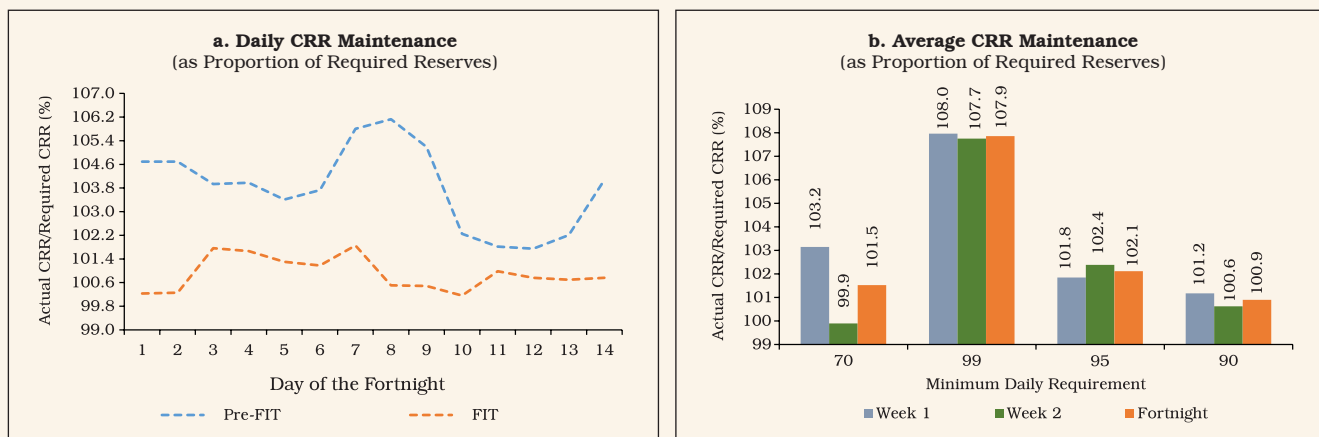 a. Daily CRR Maintenance
(as Proportion of Required Reserves)
Actual CRR/Required CRR (%)
107.0
106.2
105.4
104.6
103.8
103.0
102.2
101.4
100.6
99.8
99.0
1 2 3 4 5 6 7 8 9 10 11 12 13 14
Day of the Fortnight
Pre-FIT FIT
b. Average CRR Maintenance
(as Proportion of Required Reserves)
Actual CRR/Required CRR (%)
109
108
107
106
105
104
103
102
101
100
99
103.2 99.9 101.5 108.0 107.7 107.9 101.8 102.4 102.1 101.2 100.6 100.9
70 99 95 90
Minimum Daily Requirement
Week 1 Week 2 Fortnight